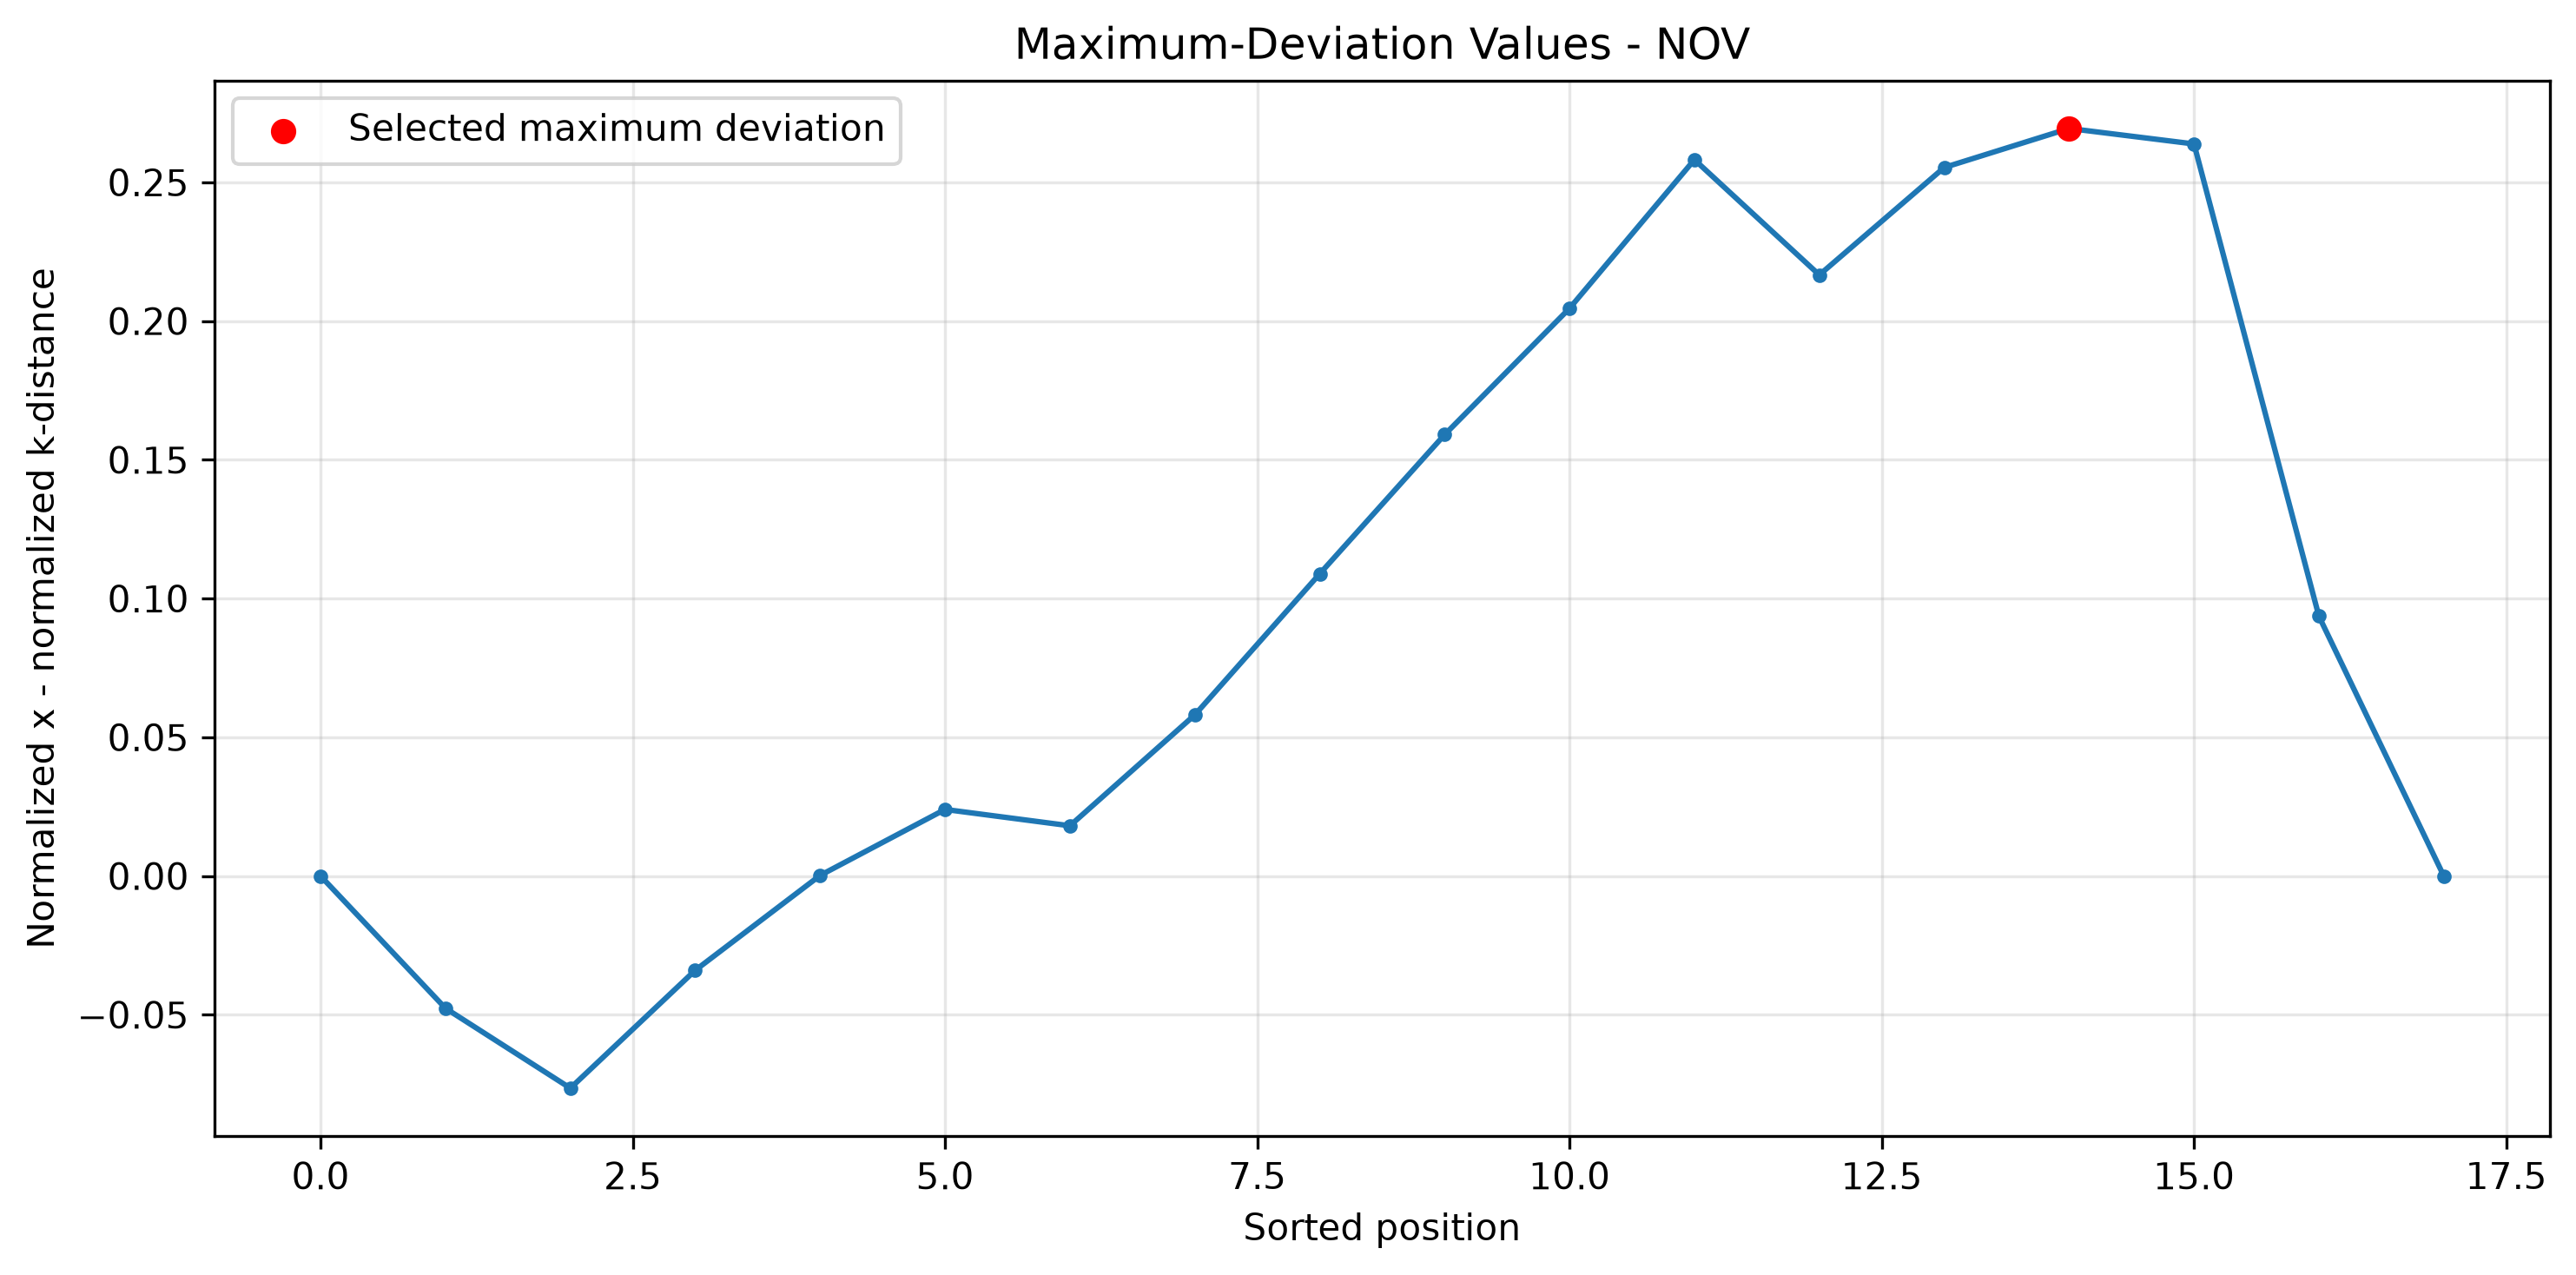 Maximum-Deviation Values - NOV
Selected maximum deviation
Normalized x - normalized k-distance
0.25
0.20
0.15
0.10
0.05
0.00
−0.05
0.0 2.5 5.0 7.5 10.0 12.5 15.0 17.5
Sorted position